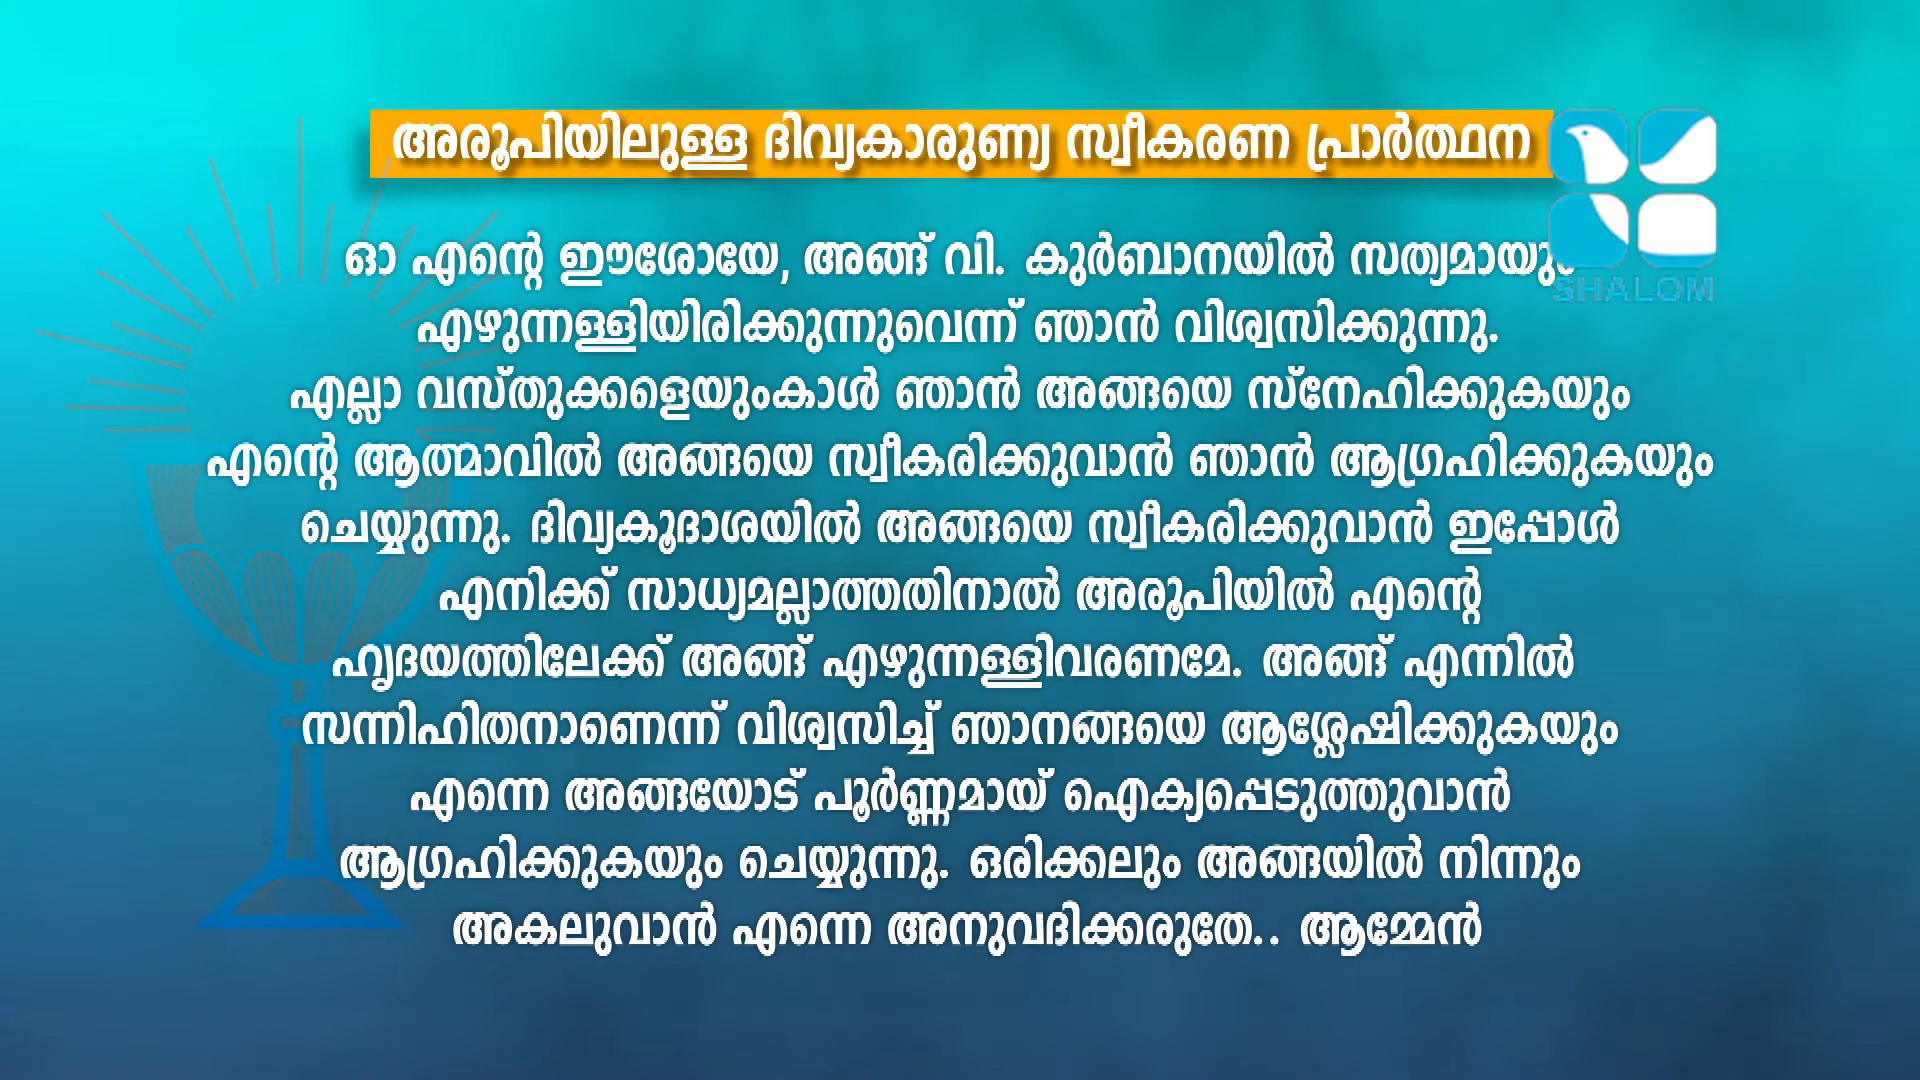 അരൂപിയിലുള്ള ദിവ്യകാരുണ്യ സ്വീകരണ പ്രാർത്ഥന
SHALOM
ഓ എന്റെ ഈശോയേ, അങ്ങ് വി. കുർബാനയിൽ സത്യമായും
എഴുന്നള്ളിയിരിക്കുന്നുവെന്ന് ഞാൻ വിശ്വസിക്കുന്നു.
എല്ലാ വസ്തുക്കളെയുംകാൾ ഞാൻ അങ്ങയെ സ്നേഹിക്കുകയും
എന്റെ ആത്മാവിൽ അങ്ങയെ സ്വീകരിക്കുവാൻ ഞാൻ ആഗ്രഹിക്കുകയും
ചെയ്യുന്നു. ദിവ്യകൂദാശയിൽ അങ്ങയെ സ്വീകരിക്കുവാൻ ഇപ്പോൾ
എനിക്ക് സാധ്യമല്ലാത്തതിനാൽ അരൂപിയിൽ എന്റെ
ഹൃദയത്തിലേക്ക് അങ്ങ് എഴുന്നള്ളിവരണമേ. അങ്ങ് എന്നിൽ
സന്നിഹിതനാണെന്ന് വിശ്വസിച്ച് ഞാനങ്ങയെ ആശ്ലേഷിക്കുകയും
എന്നെ അങ്ങയോട് പൂർണ്ണമായ് ഐക്യപ്പെടുത്തുവാൻ
ആഗ്രഹിക്കുകയും ചെയ്യുന്നു. ഒരിക്കലും അങ്ങയിൽ നിന്നും
അകലുവാൻ എന്നെ അനുവദിക്കരുതേ.. ആമ്മേൻ